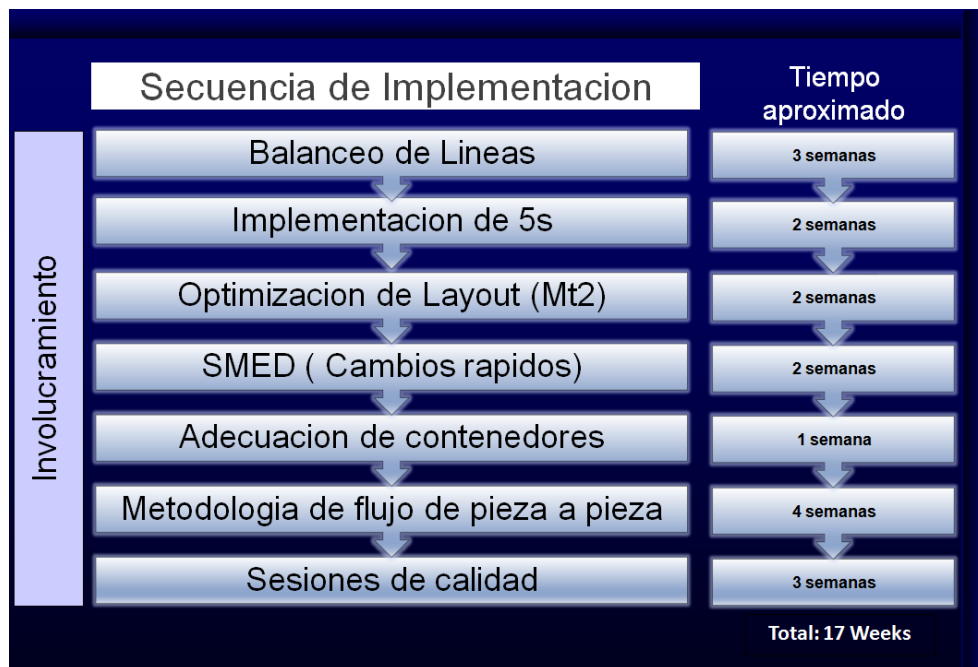 Secuencia de Implementacion
Tiempo
aproximado
Involucramiento
Balanceo de Lineas
3 semanas
Implementacion de 5s
2 semanas
Optimizacion de Layout (Mt2)
2 semanas
SMED ( Cambios rapidos)
2 semanas
Adecuacion de contenedores
1 semana
Metodologia de flujo de pieza a pieza
4 semanas
Sesiones de calidad
3 semanas
Total: 17 Weeks